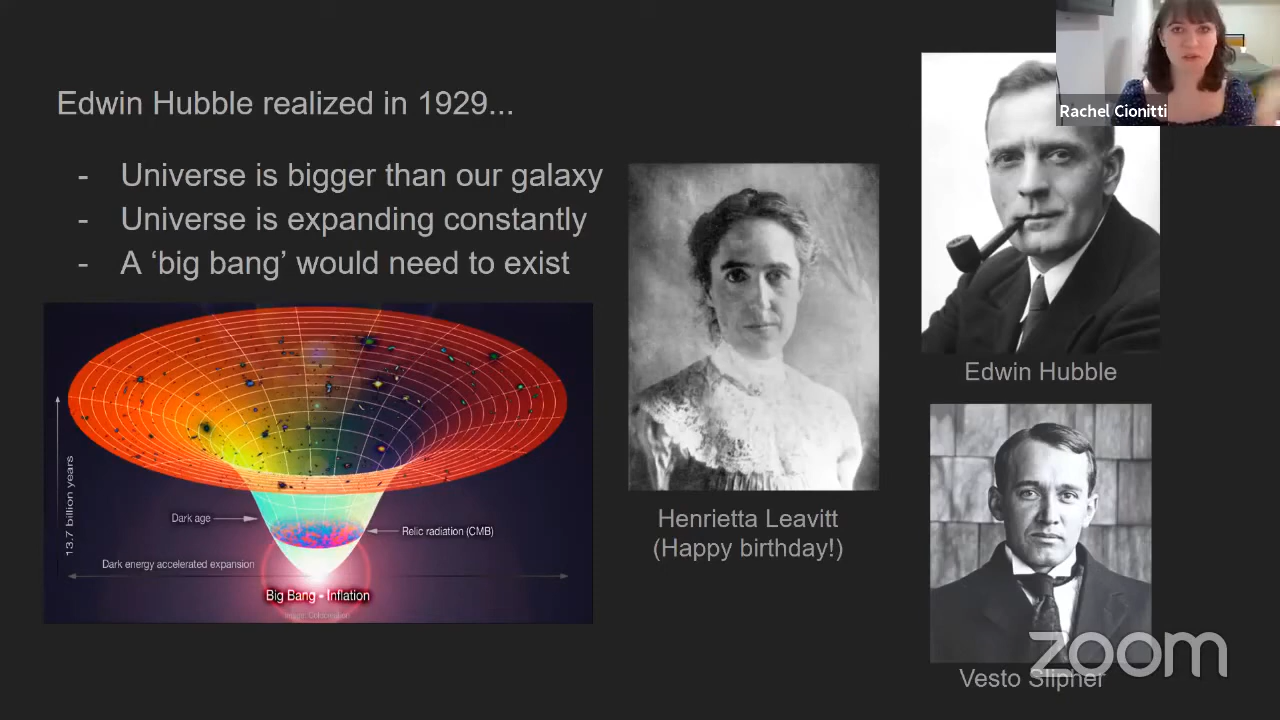 Edwin Hubble realized in 1929...
- Universe is bigger than our galaxy
- Universe is expanding constantly
- A ‘big bang’ would need to exist
13.7 billion years
Dark age
Relic radiation (CMB)
Dark energy accelerated expansion
Big Bang - Inflation
Henrietta Leavitt
(Happy birthday!)
Rachel Cionitti
Edwin Hubble
Vesto Slipher
zoom